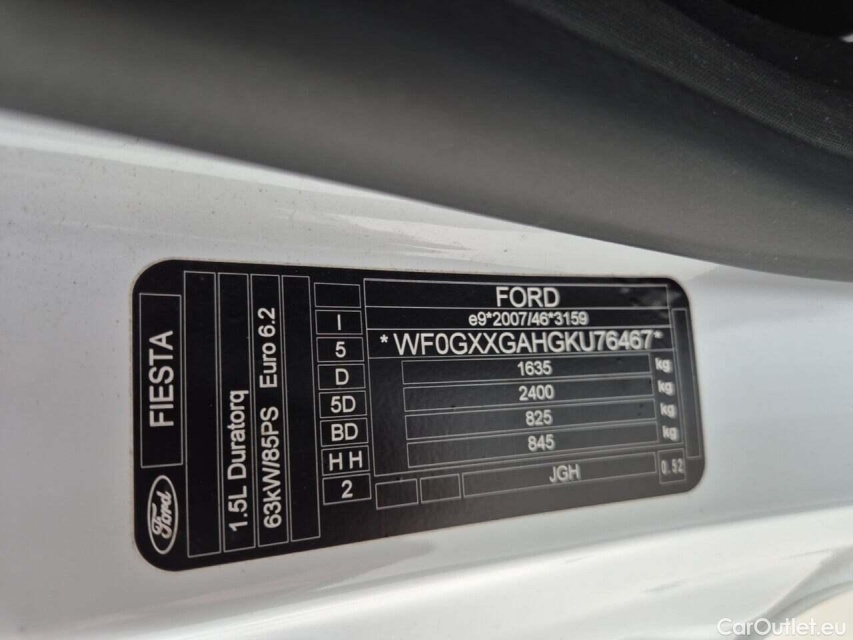 FIESTA
Ford
1.5L Duratorq
63kW/85PS Euro 6.2
I
5
D
5D
BD
HH
2
FORD
e9*2007/46*3159
*WF0GXXGAHGKU76467*
1635 kg
2400 kg
825 kg
845 kg
JGH
0.52
CarOutlet.eu